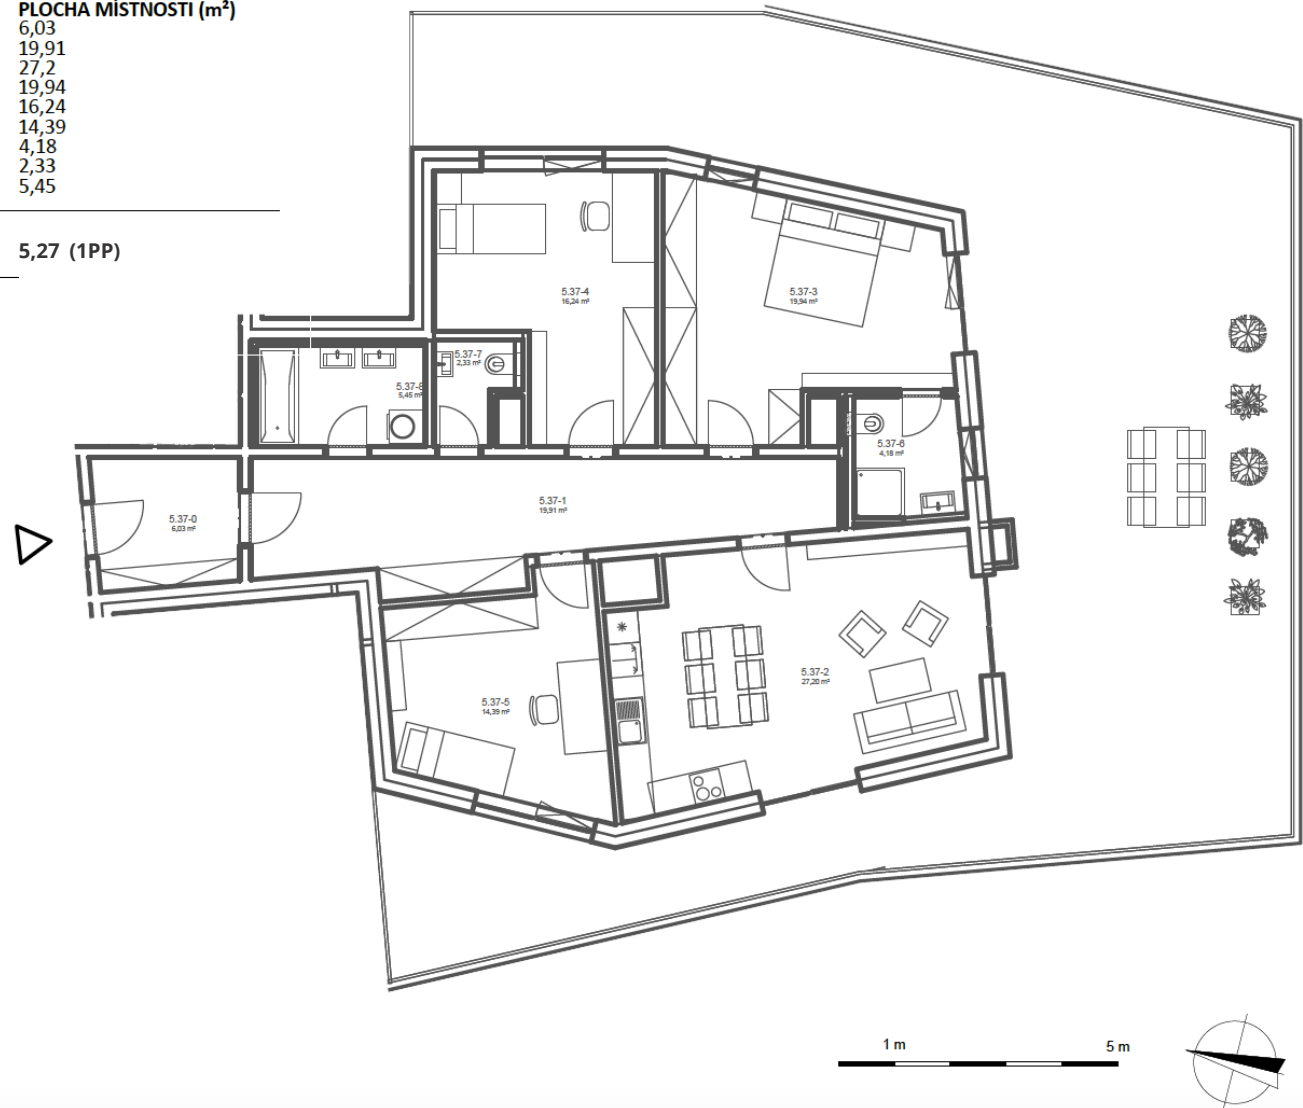 PLOCHA MÍSTNOSTI (m²)
6,03
19,91
27,2
19,94
16,24
14,39
4,18
2,33
5,45
5,27 (1PP)
5.37-4
16,24 m²
5.37-3
19,94 m²
5.37-7
2,33 m²
5.37-8
5,45 m²
5.37-6
4,18 m²
5.37-1
19,91 m²
5.37-0
6,03 m²
5.37-2
27,20 m²
5.37-5
14,39 m²
1 m
5 m